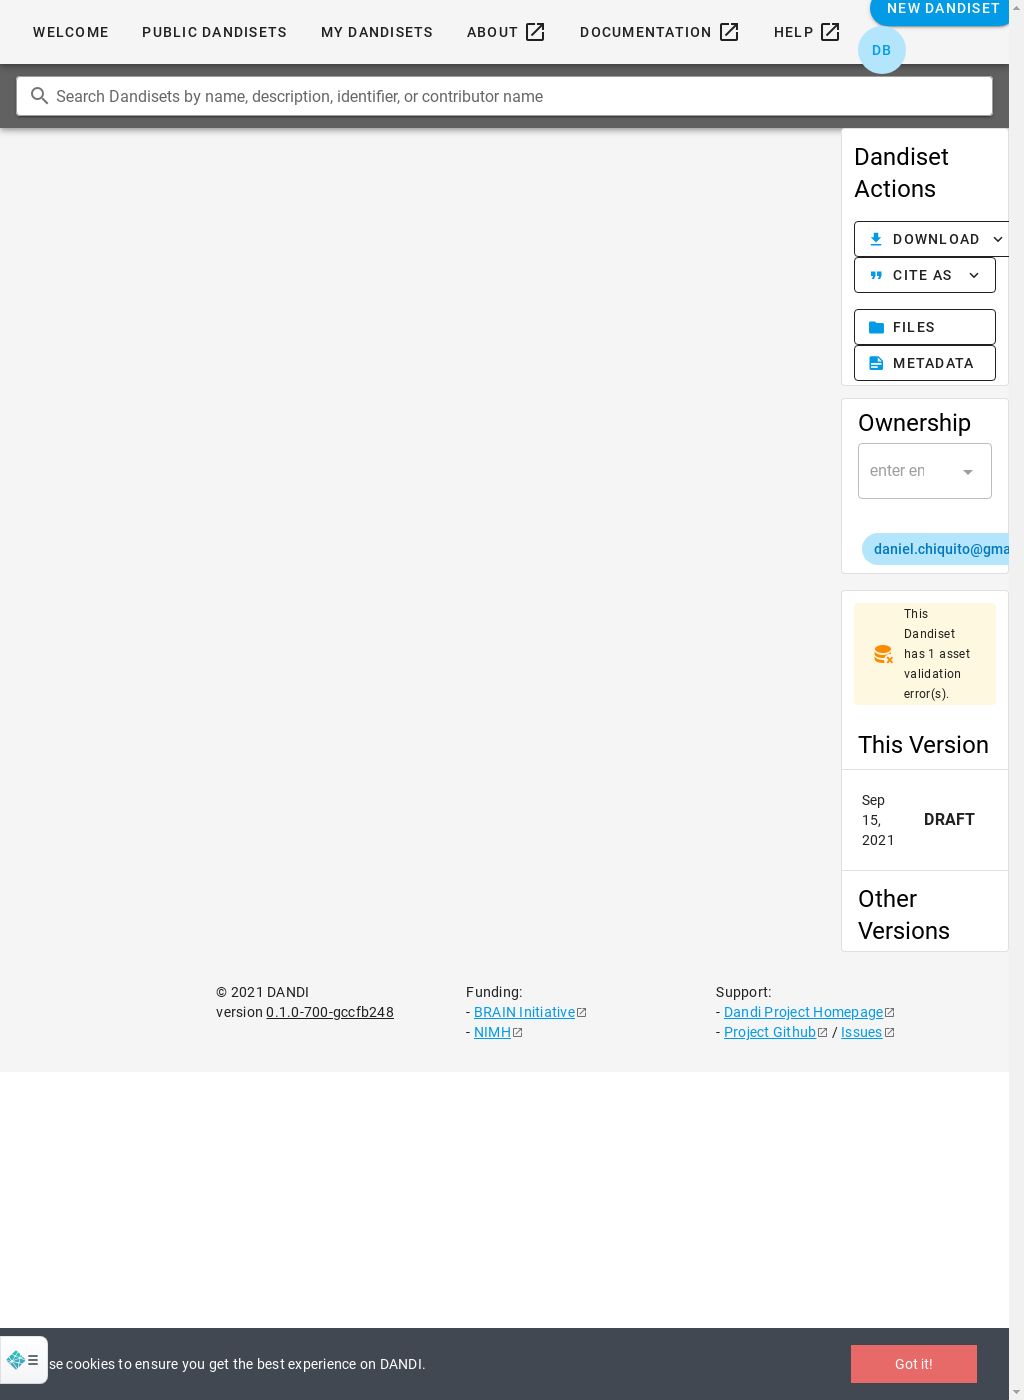 WELCOME PUBLIC DANDISETS MY DANDISETS ABOUT DOCUMENTATION HELP NEW DANDISET
DB
Search Dandisets by name, description, identifier, or contributor name
Dandiset
Actions
DOWNLOAD
CITE AS
FILES
METADATA
Ownership
enter
daniel.chiquito@gma
This
Dandiset
has 1 asset
validation
error(s).
This Version
Sep
15,
2021
DRAFT
Other
Versions
© 2021 DANDI
version 0.1.0-700-gccfb248
Funding:
- BRAIN Initiative
- NIMH
Support:
- Dandi Project Homepage
- Project Github / Issues
se cookies to ensure you get the best experience on DANDI.
Got it!